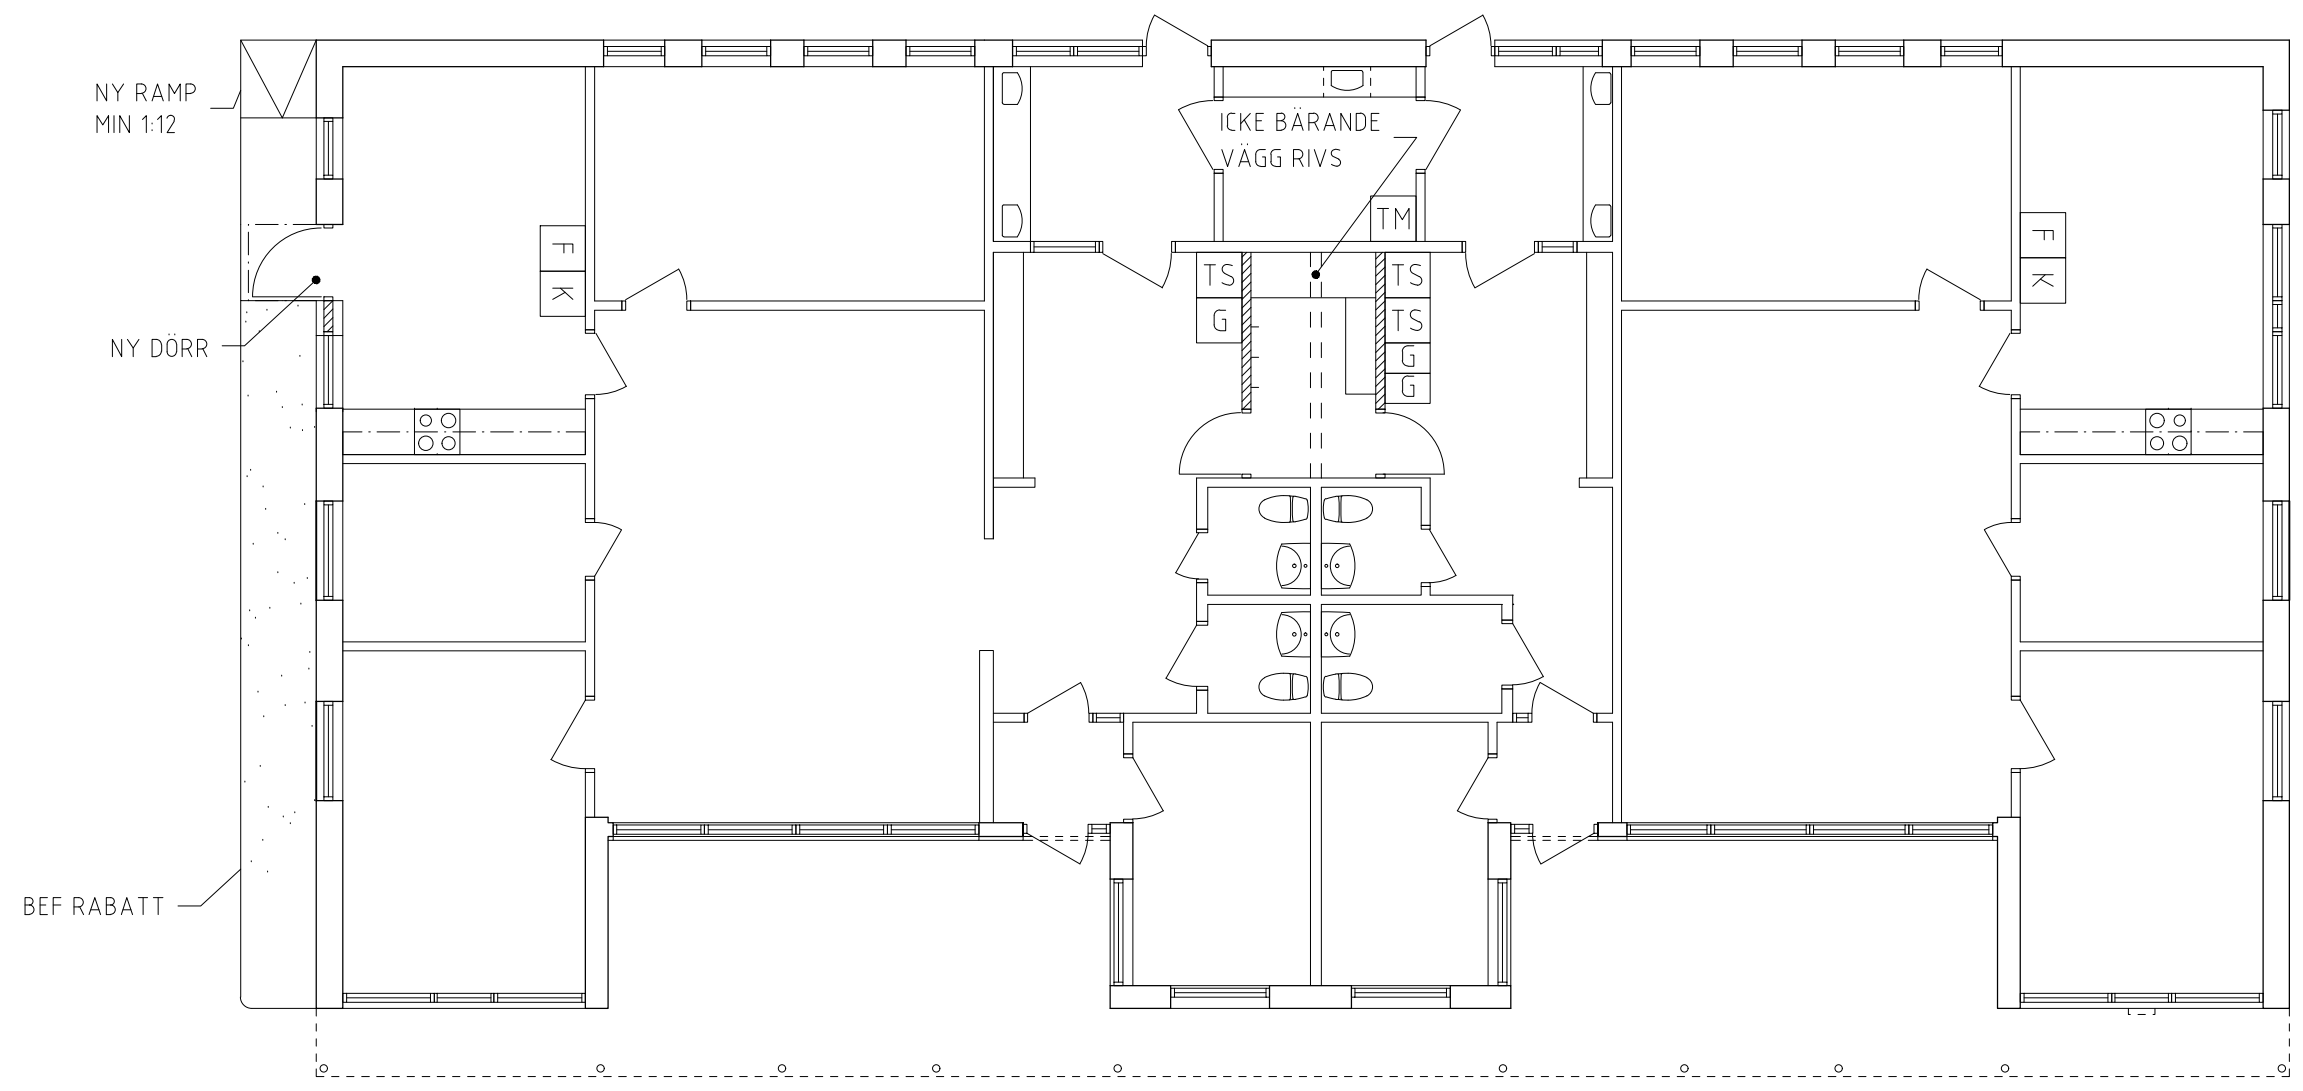 NY RAMP
MIN 1:12
ICKE BÄRANDE
VÄGG RIVS
TM
F
K
F
K
TS
TS
G
TS
G
G
NY DÖRR
BEF RABATT